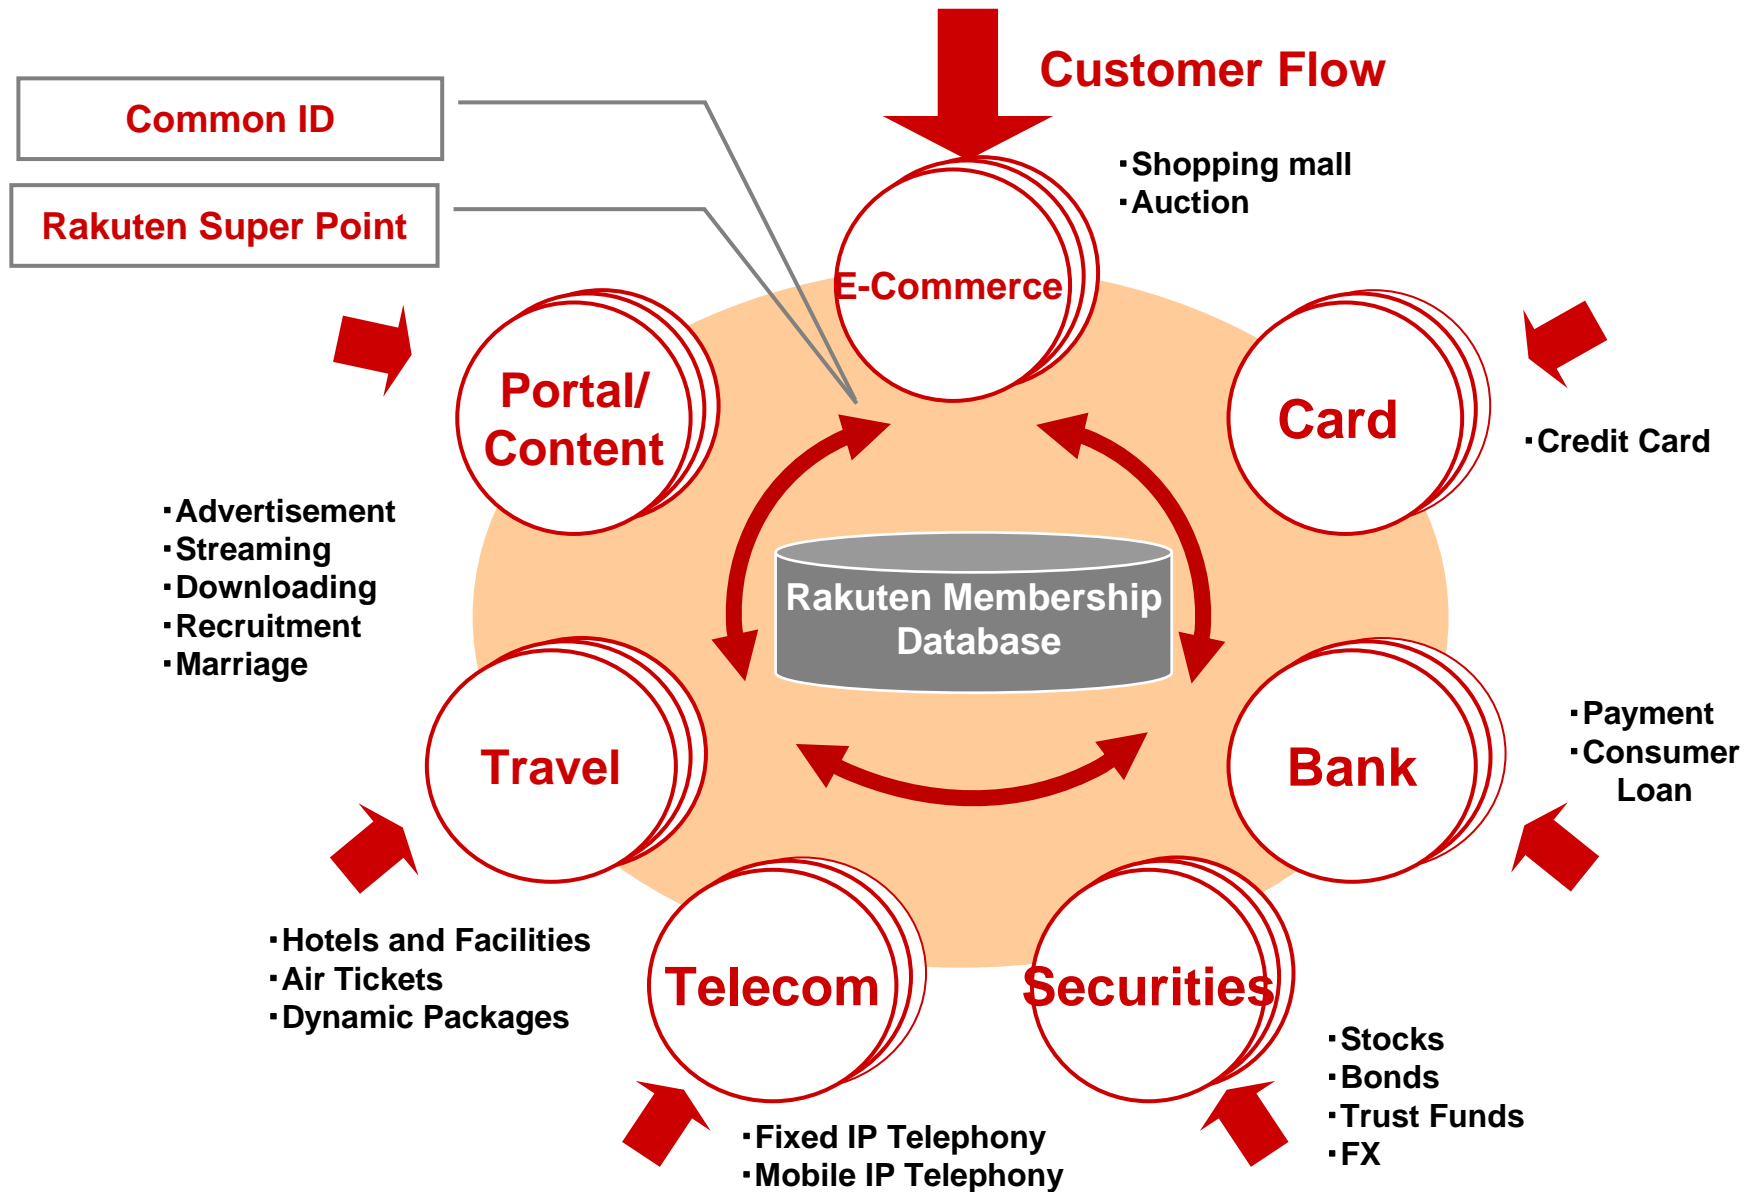 Customer Flow
Common ID
Rakuten Super Point
・Shopping mall
・Auction
E-Commerce
Portal/
Content
Card
・Credit Card
・Advertisement
・Streaming
・Downloading
・Recruitment
・Marriage
Rakuten Membership
Database
Travel
Bank
・Payment
・Consumer
Loan
・Hotels and Facilities
・Air Tickets
・Dynamic Packages
Telecom
Securities
・Fixed IP Telephony
・Mobile IP Telephony
・Stocks
・Bonds
・Trust Funds
・FX